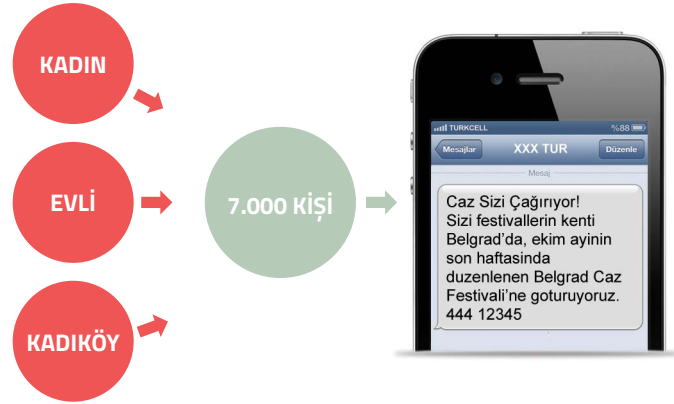 KADIN
EVLİ
KADIKÖY
7.000 KİŞİ
TURKCELL %88
Mesajlar XXX TUR Düzenle
Mesaj
Caz Sizi Çağırıyor!
Sizi festivallerin kenti
Belgrad’da, ekim ayinin
son haftasinda
duzenlenen Belgrad Caz
Festivali’ne goturuyoruz.
444 12345